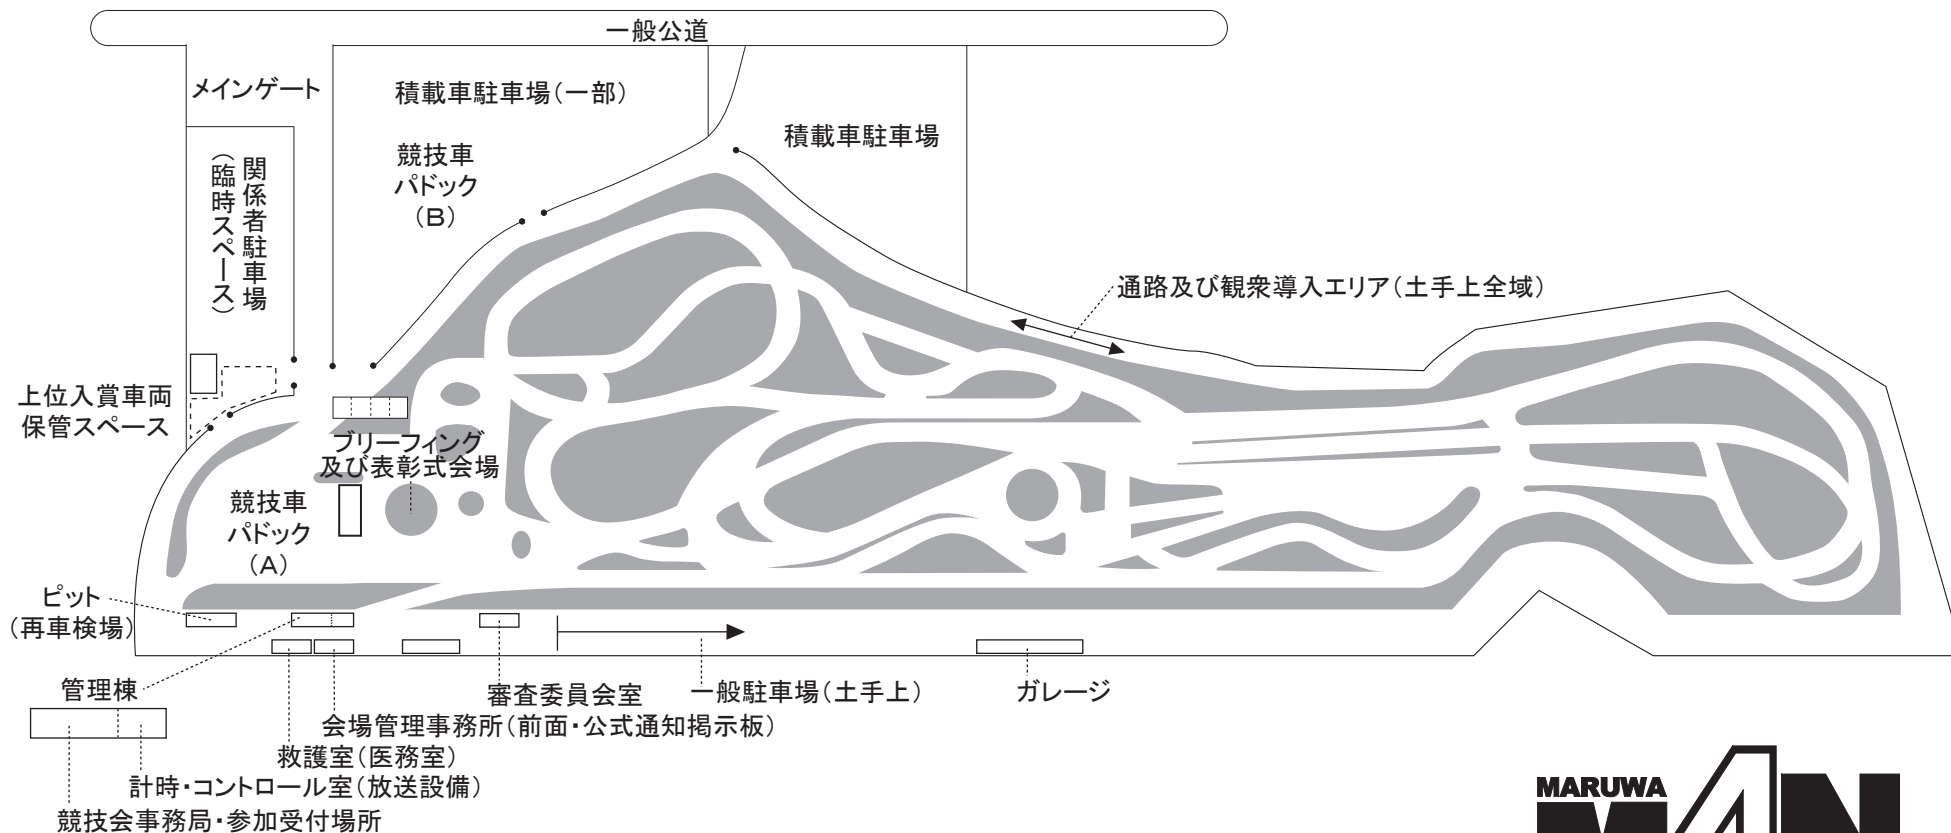 一般公道
メインゲート
積載車駐車場(一部)
積載車駐車場
競技車
パドック
(B)
関係者駐車場
(臨時スペース)
通路及び観衆導入エリア(土手上全域)
上位入賞車両
保管スペース
ブリーフィング
及び表彰式会場
競技車
パドック
(A)
ピット
(再車検場)
管理棟
審査委員会室
一般駐車場(土手上)
ガレージ
会場管理事務所(前面・公式通知掲示板)
救護室(医務室)
計時・コントロール室(放送設備)
競技会事務局・参加受付場所
MARUWA